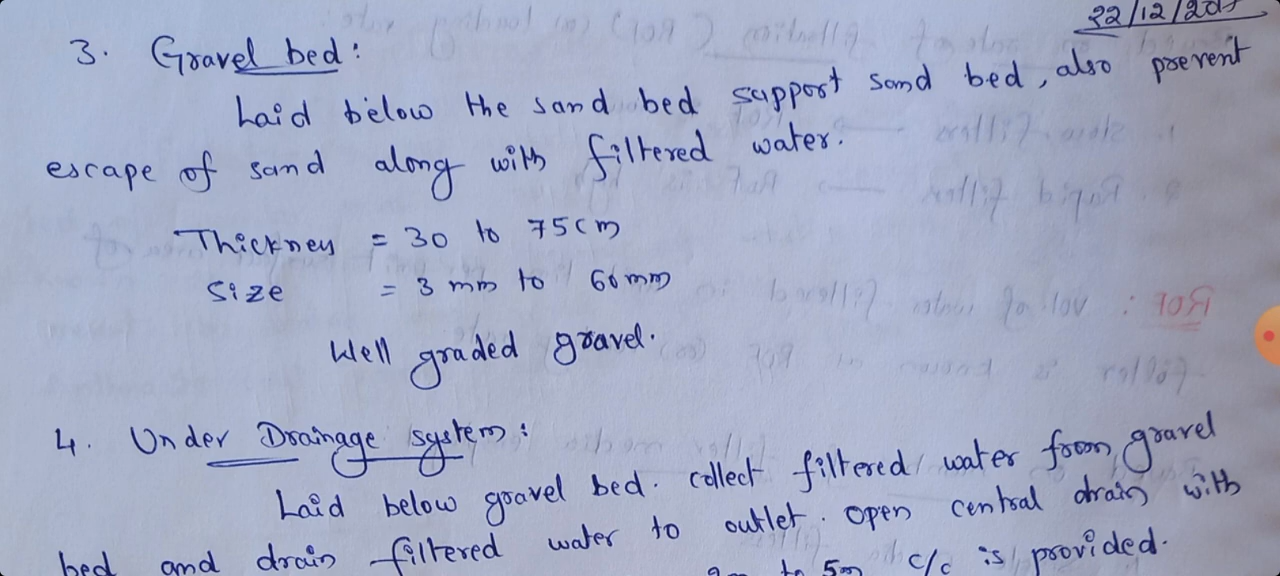 22/12/20
3. Gravel bed:
Laid below the sand bed support sand bed, also prevent
escape of sand along with filtered water.
Thickness = 30 to 75cm
Size = 3 mm to 60mm
Well graded gravel.
4. Under Drainage system:
Laid below gravel bed. collect filtered water from gravel
bed and drain filtered water to outlet. open central drain with
to 5m c/c is provided.